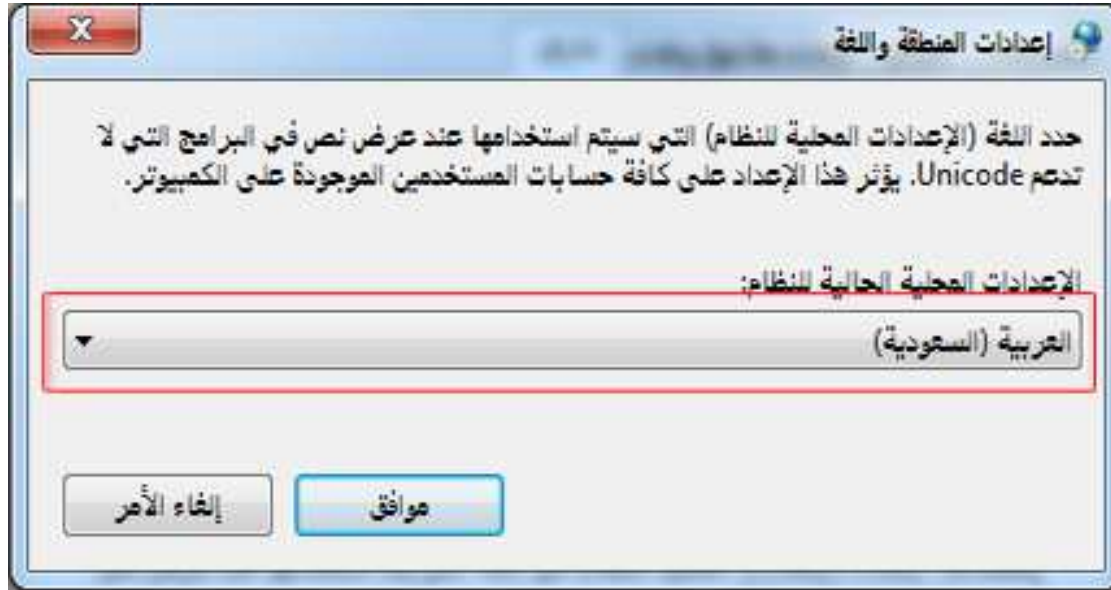 إعدادات المنطقة واللغة
حدد اللغة (الإعدادات المحلية للنظام) التي سيتم استخدامها عند عرض نص في البرامج التي لا
تدعم Unicode. يؤثر هذا الإعداد على كافة حسابات المستخدمين الموجودة على الكمبيوتر.
الإعدادات المحلية الحالية للنظام:
العربية (السعودية)
موافق
إلغاء الأمر